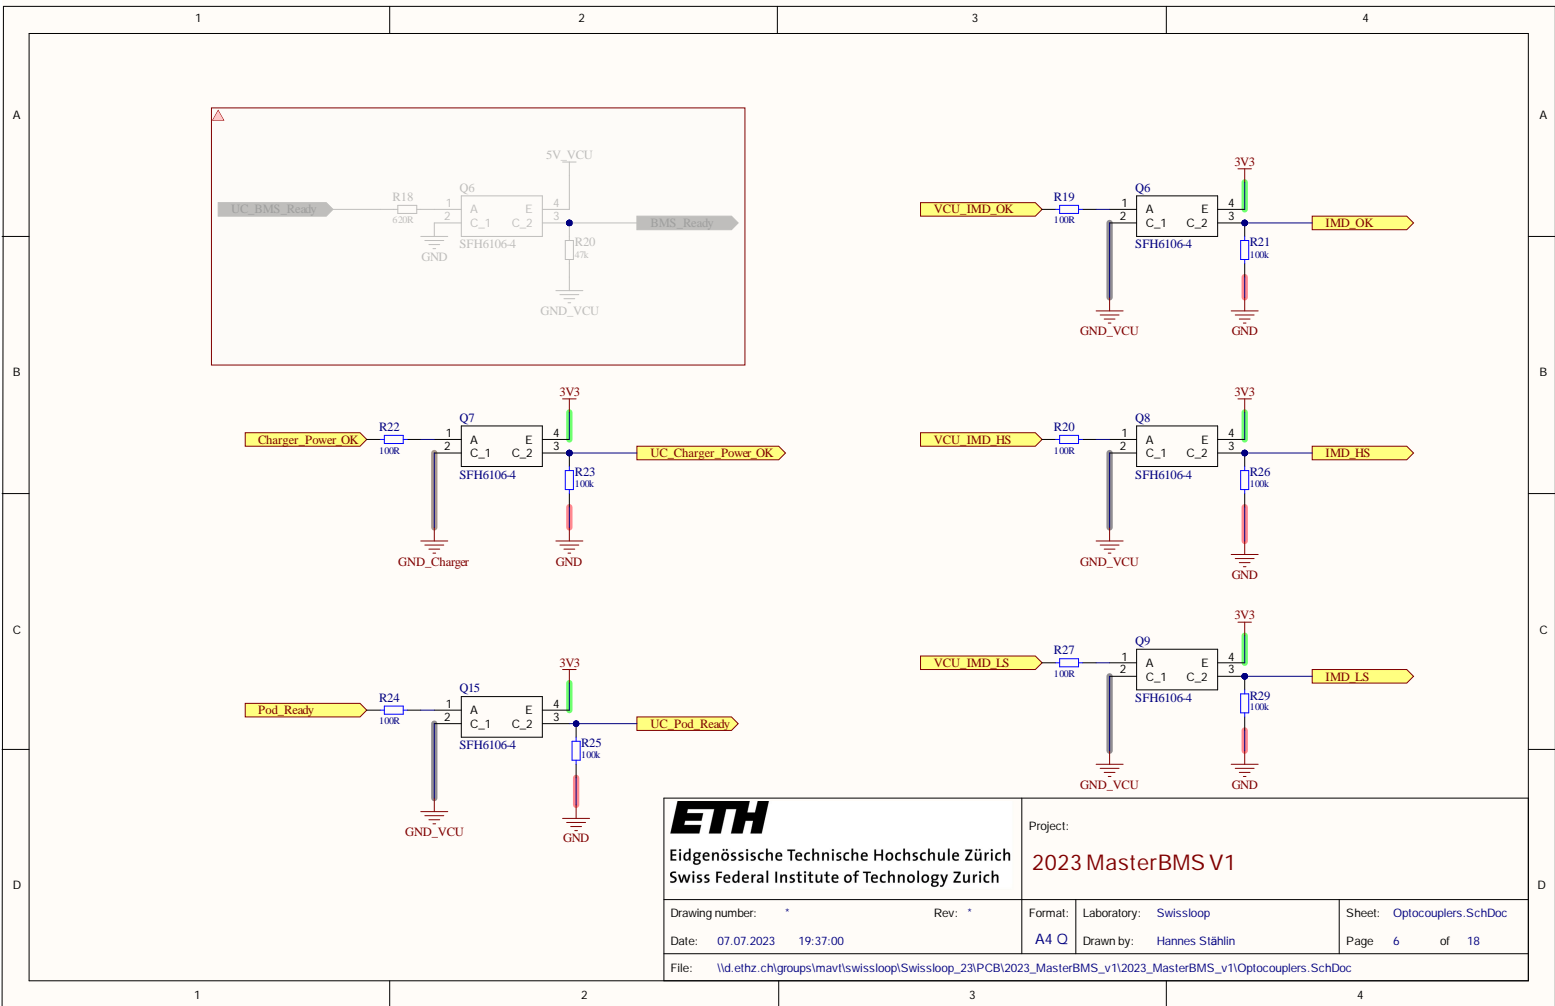 1 2 3 4
A A
5V_VCU
UC_BMS_Ready
R18
620R
Q6
1 A E 4
2 C_1 C_2 3
SFH6106-4
GND
R20
47k
GND_VCU
BMS_Ready
3V3
VCU_IMD_OK
R19
100R
Q6
1 A E 4
2 C_1 C_2 3
SFH6106-4
R21
100k
IMD_OK
GND_VCU
GND
B B
3V3
Charger_Power_OK
R22
100R
Q7
1 A E 4
2 C_1 C_2 3
SFH6106-4
R23
100k
UC_Charger_Power_OK
GND_Charger
GND
3V3
VCU_IMD_HS
R20
100R
Q8
1 A E 4
2 C_1 C_2 3
SFH6106-4
R26
100k
IMD_HS
GND_VCU
GND
C C
3V3
Pod_Ready
R24
100R
Q15
1 A E 4
2 C_1 C_2 3
SFH6106-4
R25
100k
UC_Pod_Ready
GND_VCU
GND
3V3
VCU_IMD_LS
R27
100R
Q9
1 A E 4
2 C_1 C_2 3
SFH6106-4
R29
100k
IMD_LS
GND_VCU
GND
D D
ETH
Eidgenössische Technische Hochschule Zürich
Swiss Federal Institute of Technology Zurich
Project:
2023 MasterBMS V1
Drawing number: * Rev: *
Date: 07.07.2023 19:37:00
Format:
A4 Q
Laboratory: Swissloop
Drawn by: Hannes Stählin
Sheet: Optocouplers.SchDoc
Page 6 of 18
File: \\d.ethz.ch\groups\mavt\swissloop\Swissloop_23\PCB\2023_MasterBMS_v1\2023_MasterBMS_v1\Optocouplers.SchDoc
1 2 3 4